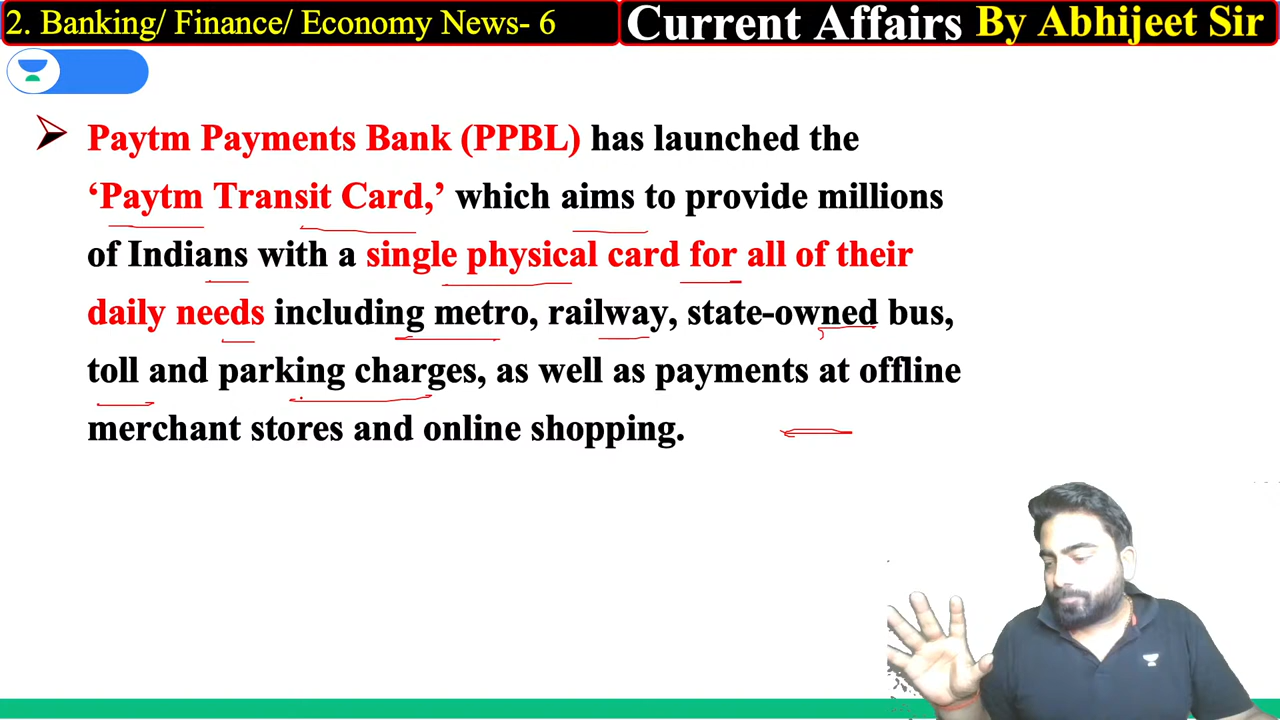 2. Banking/ Finance/ Economy News- 6
Current Affairs By Abhijeet Sir
Paytm Payments Bank (PPBL) has launched the
‘Paytm Transit Card,’ which aims to provide millions
of Indians with a single physical card for all of their
daily needs including metro, railway, state-owned bus,
toll and parking charges, as well as payments at offline
merchant stores and online shopping.